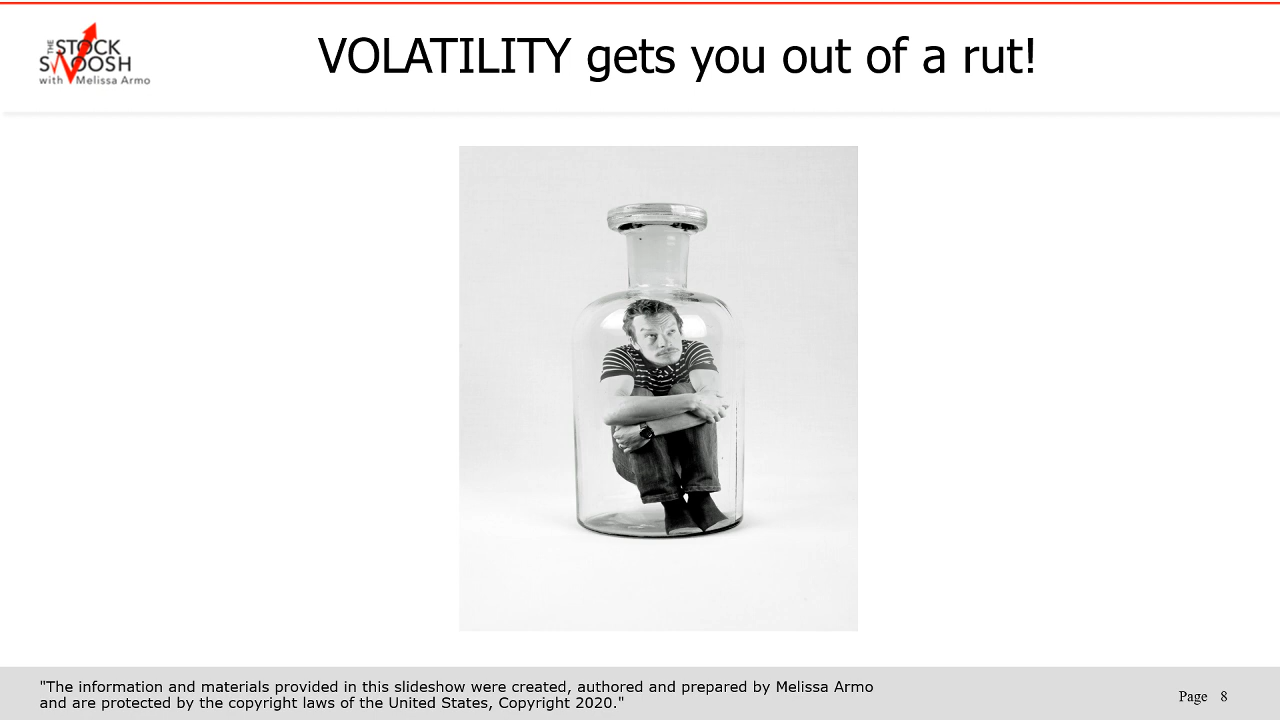 THE STOCK
SWOOSH
with Melissa Armo
VOLATILITY gets you out of a rut!
"The information and materials provided in this slideshow were created, authored and prepared by Melissa Armo
and are protected by the copyright laws of the United States, Copyright 2020."
Page 8